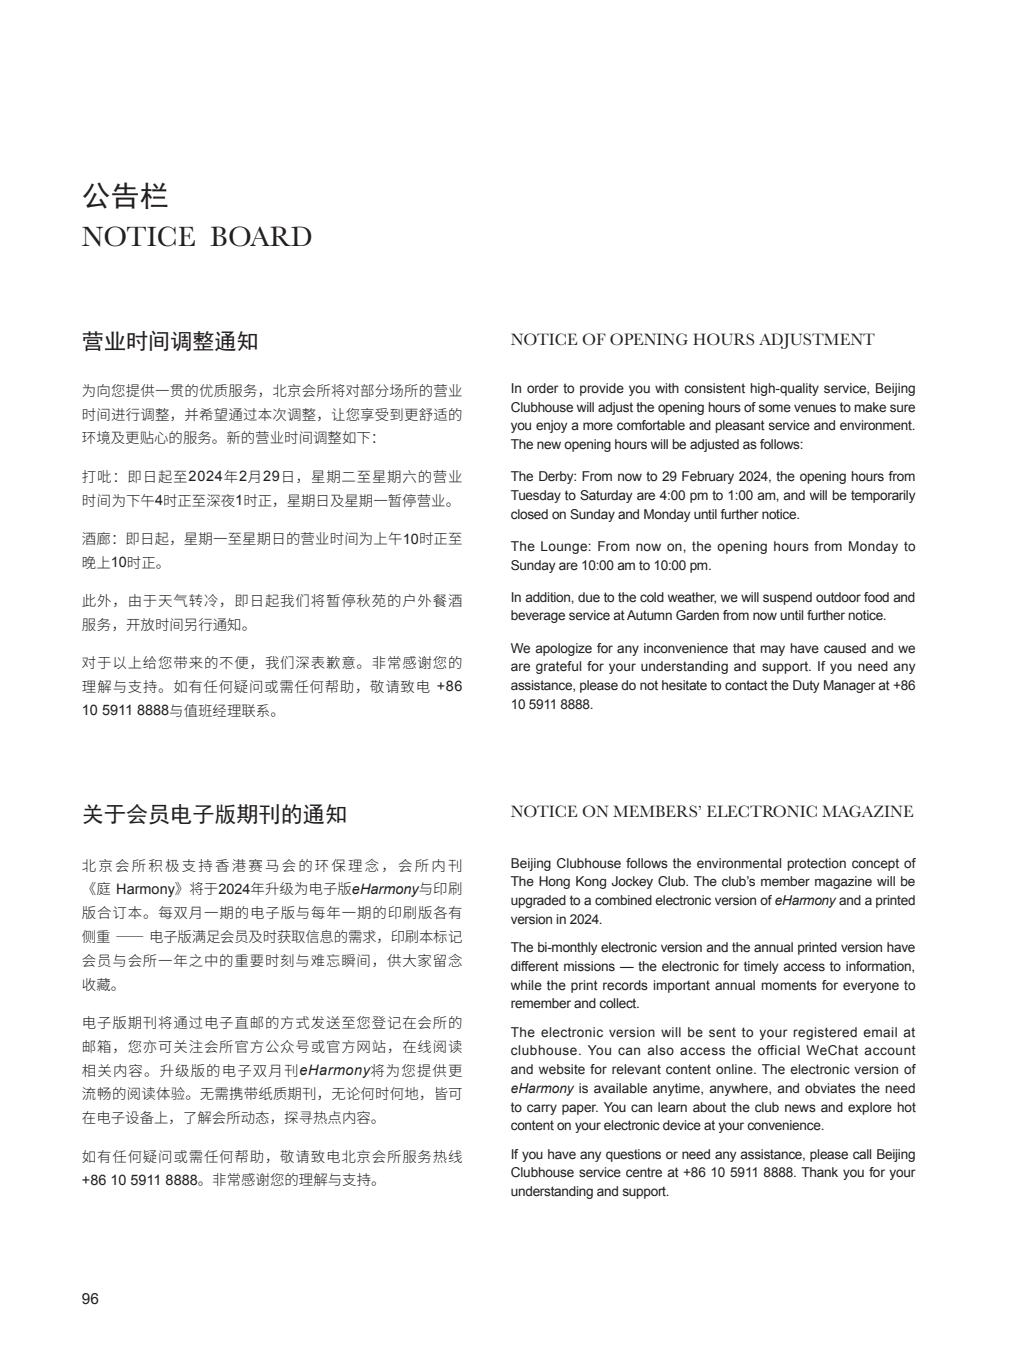 公告栏
NOTICE BOARD
营业时间调整通知
为向您提供一贯的优质服务，北京会所将对部分场所的营业
时间进行调整，并希望通过本次调整，让您享受到更舒适的
环境及更贴心的服务。新的营业时间调整如下：
打吡：即日起至2024年2月29日，星期二至星期六的营业
时间为下午4时正至深夜1时正，星期日及星期一暂停营业。
酒廊：即日起，星期一至星期日的营业时间为上午10时正至
晚上10时正。
此外，由于天气转冷，即日起我们将暂停秋苑的户外餐酒
服务，开放时间另行通知。
对于以上给您带来的不便，我们深表歉意。非常感谢您的
理解与支持。如有任何疑问或需任何帮助，敬请致电 +86
10 5911 8888与值班经理联系。
NOTICE OF OPENING HOURS ADJUSTMENT
In order to provide you with consistent high-quality service, Beijing
Clubhouse will adjust the opening hours of some venues to make sure
you enjoy a more comfortable and pleasant service and environment.
The new opening hours will be adjusted as follows:
The Derby: From now to 29 February 2024, the opening hours from
Tuesday to Saturday are 4:00 pm to 1:00 am, and will be temporarily
closed on Sunday and Monday until further notice.
The Lounge: From now on, the opening hours from Monday to
Sunday are 10:00 am to 10:00 pm.
In addition, due to the cold weather, we will suspend outdoor food and
beverage service at Autumn Garden from now until further notice.
We apologize for any inconvenience that may have caused and we
are grateful for your understanding and support. If you need any
assistance, please do not hesitate to contact the Duty Manager at +86
10 5911 8888.
关于会员电子版期刊的通知
北京会所积极支持香港赛马会的环保理念，会所内刊
《庭 Harmony》将于2024年升级为电子版eHarmony与印刷
版合订本。每双月一期的电子版与每年一期的印刷版各有
侧重 —— 电子版满足会员及时获取信息的需求，印刷本标记
会员与会所一年之中的重要时刻与难忘瞬间，供大家留念
收藏。
电子版期刊将通过电子直邮的方式发送至您登记在会所的
邮箱，您亦可关注会所官方公众号或官方网站，在线阅读
相关内容。升级版的电子双月刊eHarmony将为您提供更
流畅的阅读体验。无需携带纸质期刊，无论何时何地，皆可
在电子设备上，了解会所动态，探寻热点内容。
如有任何疑问或需任何帮助，敬请致电北京会所服务热线
+86 10 5911 8888。非常感谢您的理解与支持。
NOTICE ON MEMBERS’ ELECTRONIC MAGAZINE
Beijing Clubhouse follows the environmental protection concept of
The Hong Kong Jockey Club. The club’s member magazine will be
upgraded to a combined electronic version of eHarmony and a printed
version in 2024.
The bi-monthly electronic version and the annual printed version have
different missions — the electronic for timely access to information,
while the print records important annual moments for everyone to
remember and collect.
The electronic version will be sent to your registered email at
clubhouse. You can also access the official WeChat account
and website for relevant content online. The electronic version of
eHarmony is available anytime, anywhere, and obviates the need
to carry paper. You can learn about the club news and explore hot
content on your electronic device at your convenience.
If you have any questions or need any assistance, please call Beijing
Clubhouse service centre at +86 10 5911 8888. Thank you for your
understanding and support.
96